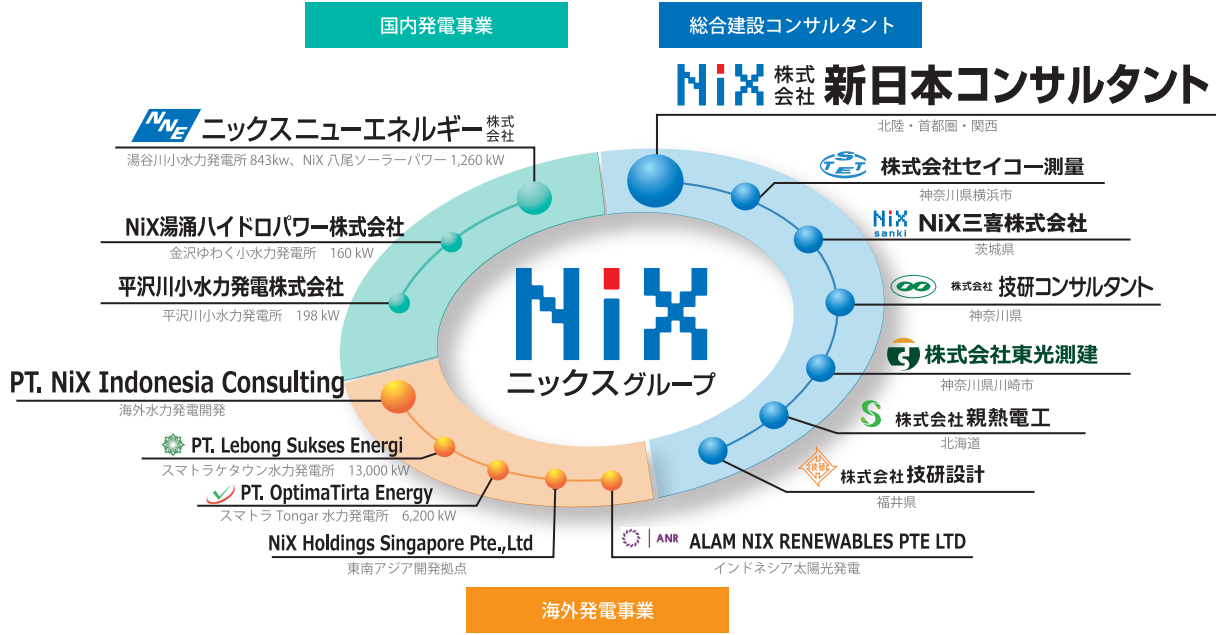 国内発電事業
総合建設コンサルタント
NiX 株式会社 新日本コンサルタント
北陸・首都圏・関西
NNE ニックスニューエネルギー株式会社
湯谷川小水力発電所 843kw、NiX 八尾ソーラーパワー 1,260 kW
STET 株式会社セイコー測量
神奈川県横浜市
NiX湯涌ハイドロパワー株式会社
金沢ゆわく小水力発電所 160 kW
NiX sanki NiX三喜株式会社
茨城県
平沢川小水力発電株式会社
平沢川小水力発電所 198 kW
株式会社 技研コンサルタント
神奈川県
NiX
ニックスグループ
株式会社東光測建
神奈川県川崎市
PT. NiX Indonesia Consulting
海外水力発電開発
株式会社親熱電工
北海道
PT. Lebong Sukses Energi
スマトラケタウン水力発電所 13,000 kW
技研 株式会社技研設計
福井県
PT. OptimaTirta Energy
スマトラ Tongar 水力発電所 6,200 kW
NiX Holdings Singapore Pte.,Ltd
東南アジア開発拠点
ANR ALAM NIX RENEWABLES PTE LTD
インドネシア太陽光発電
海外発電事業